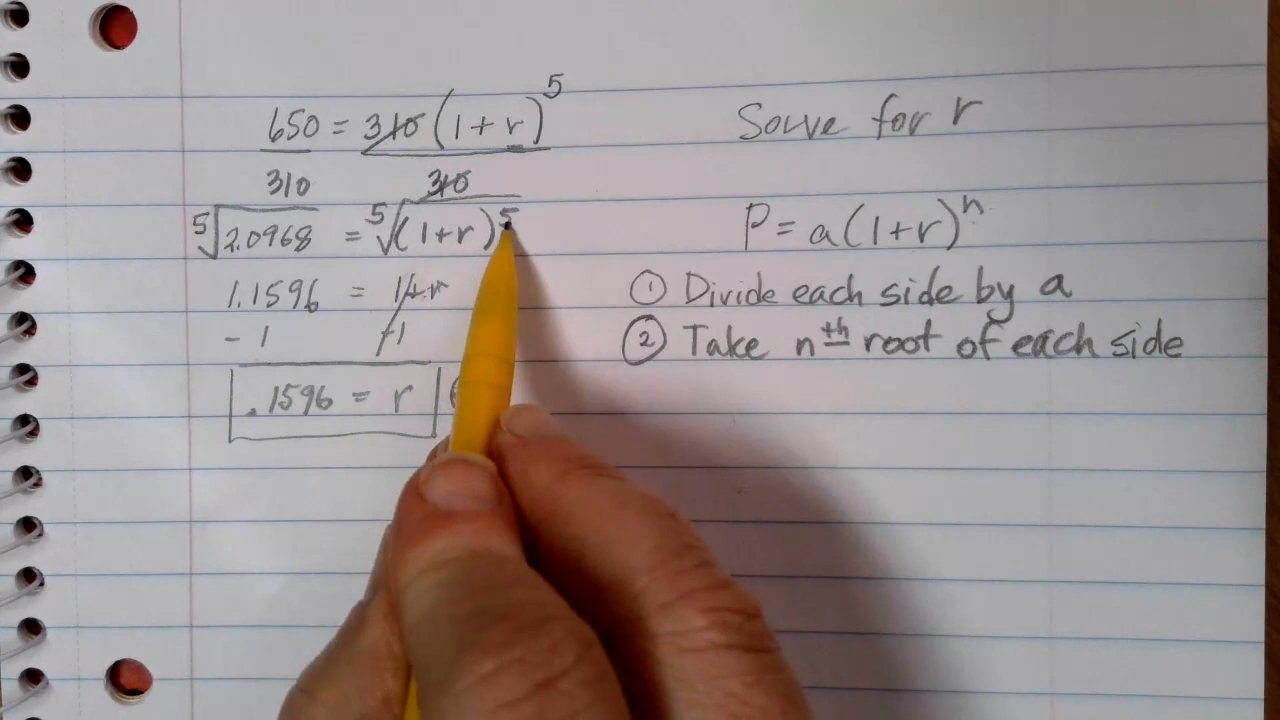 650 = 310 (1 + r)^5
310 310
5√2.0968 = 5√(1+r)^5
1.1596 = 1+r
- 1 -1
.1596 = r
Solve for r
P = a(1+r)^n
① Divide each side by a
② Take nth root of each side